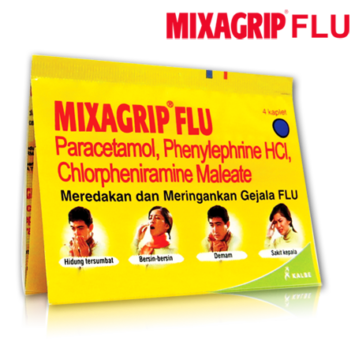 MIXAGRIP® FLU
MIXAGRIP® FLU
4 kaplet
Paracetamol, Phenylephrine HCl,
Chlorpheniramine Maleate
Meredakan dan Meringankan Gejala FLU
Hidung tersumbat
Bersin-bersin
Demam
Sakit kepala
KALBE